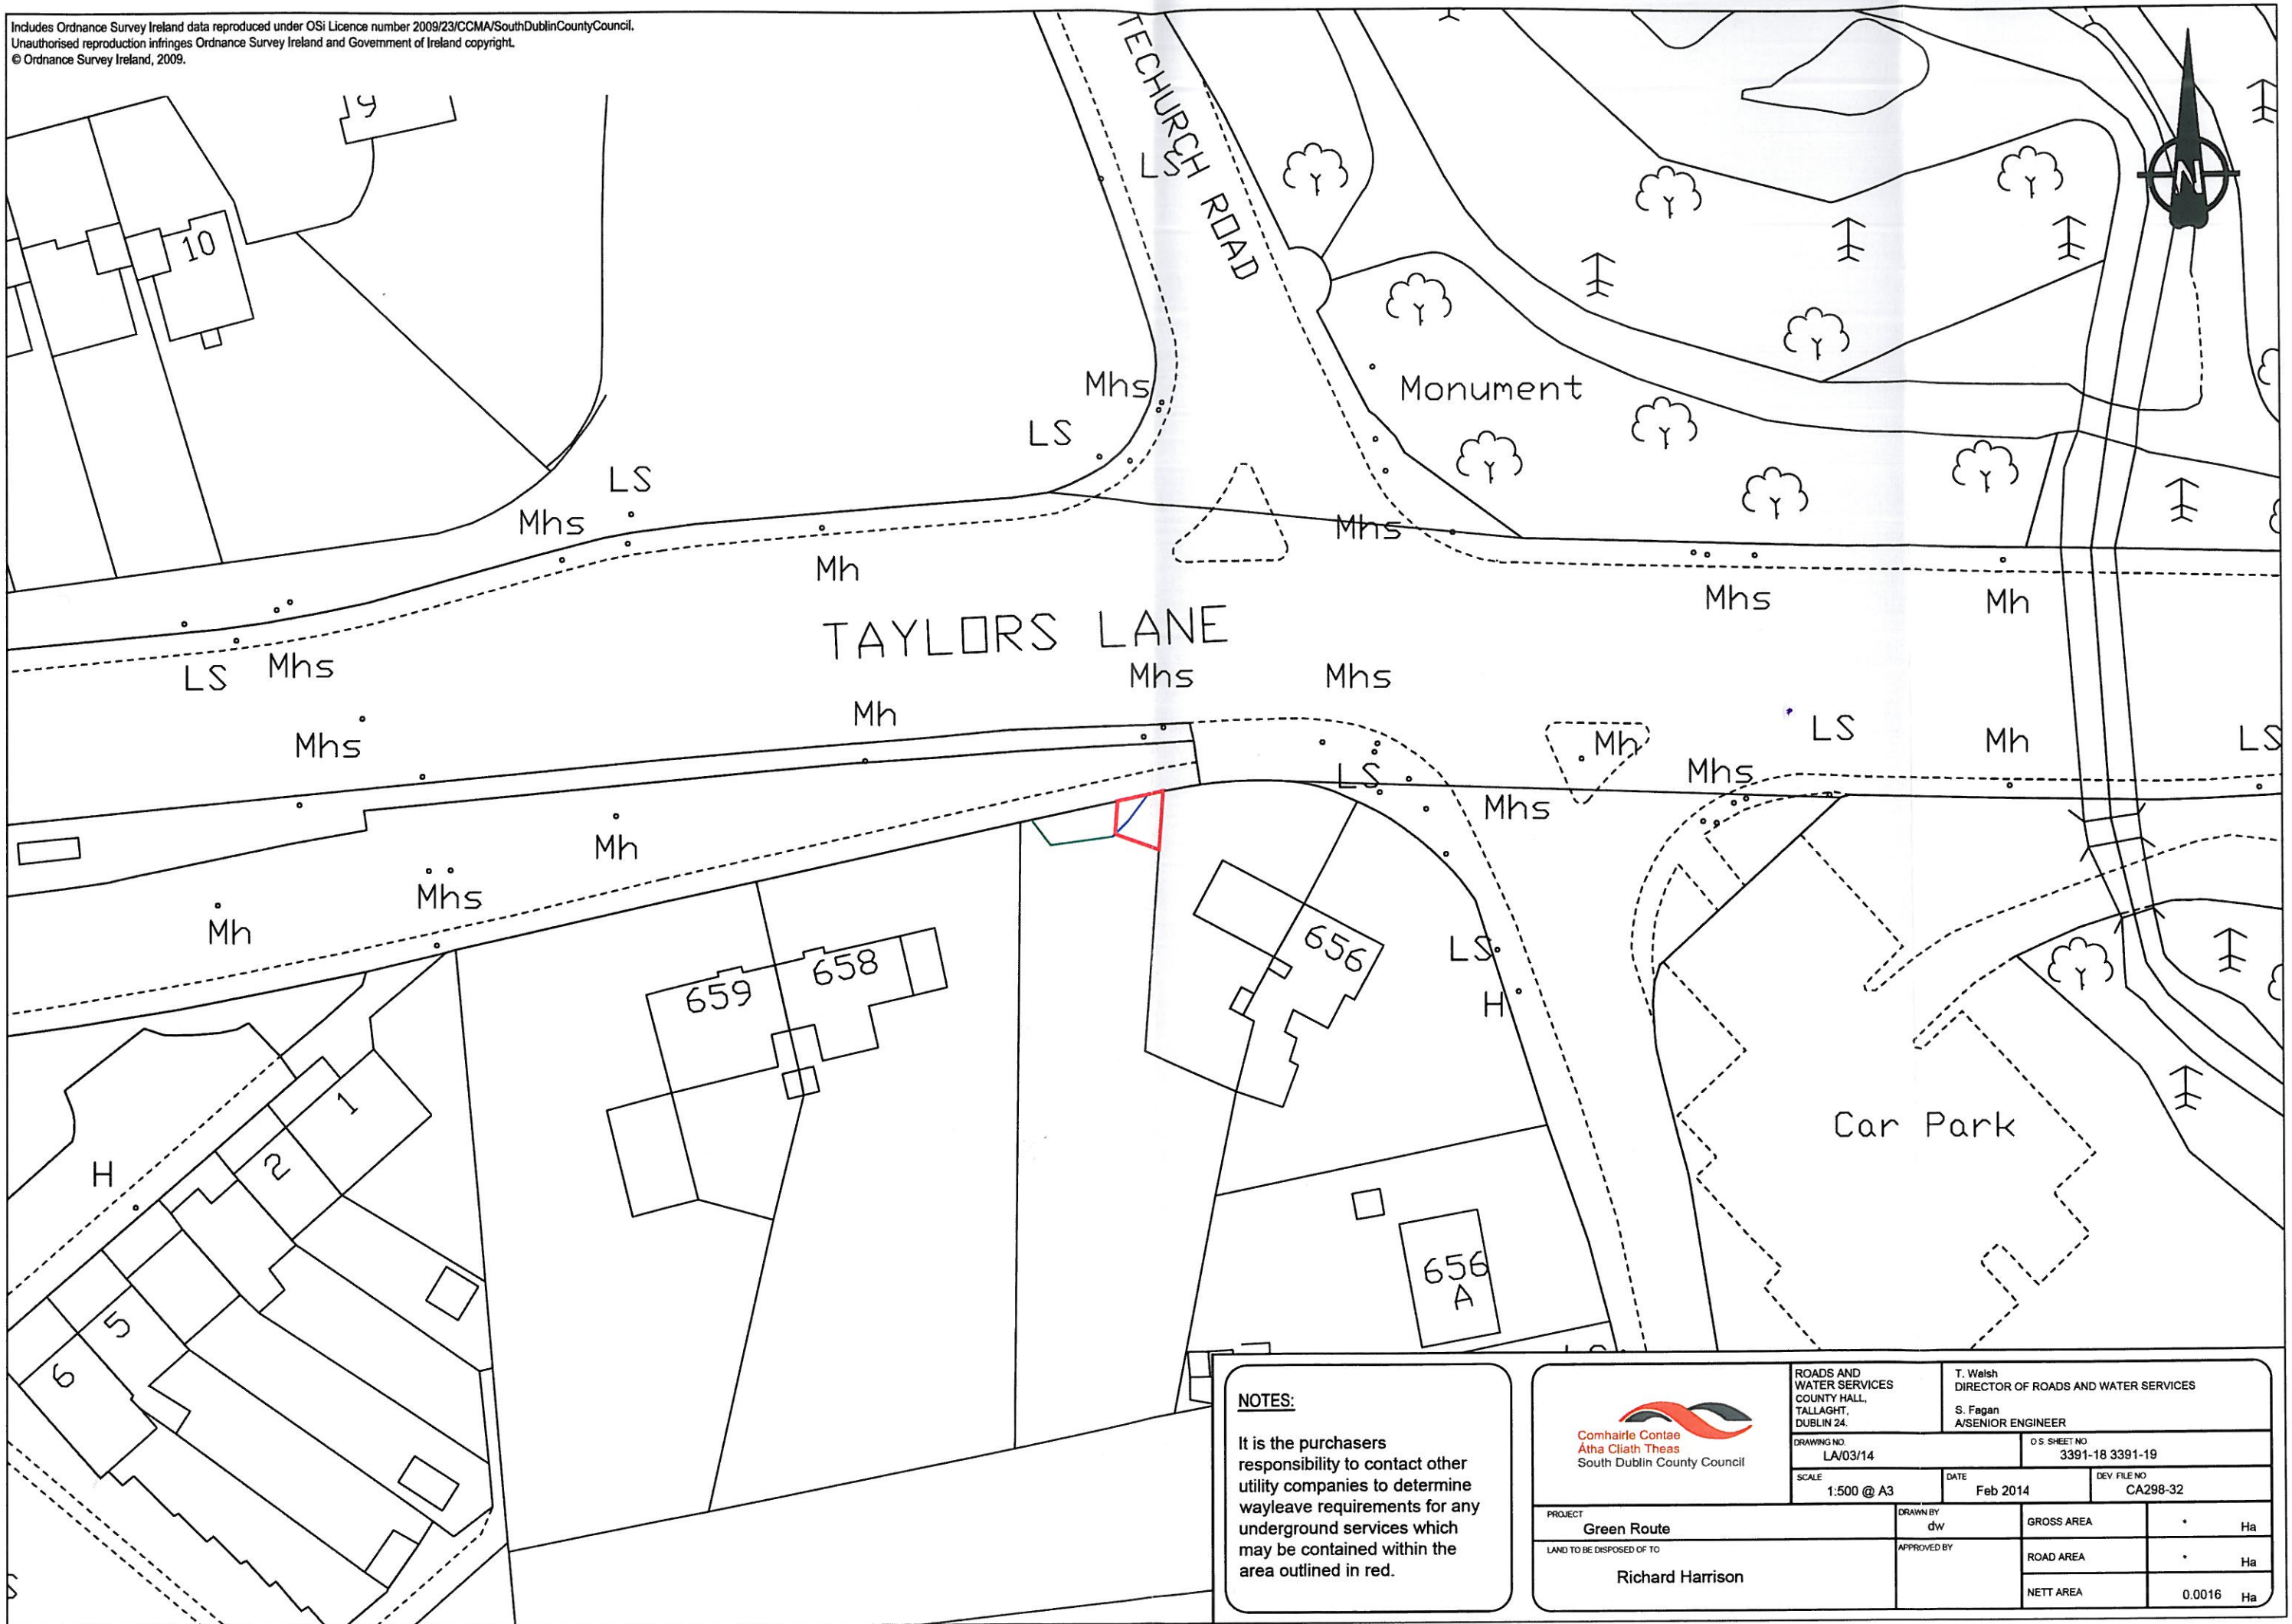 Includes Ordnance Survey Ireland data reproduced under OSi Licence number 2009/23/CCMA/SouthDublinCountyCouncil.
Unauthorised reproduction infringes Ordnance Survey Ireland and Government of Ireland copyright.
© Ordnance Survey Ireland, 2009.
19
10
TECHURCH ROAD
LS
N
Mhs
Monument
LS
LS
Mhs
Mhs
Mh
Mhs
Mh
TAYLORS LANE
LS
Mhs
Mhs
Mhs
Mh
Mhs
Mh
LS
Mh
LS
LS
Mhs
Mhs
Mh
Mhs
Mh
656
LS
658
659
H
1
Car Park
2
H
656
A
5
6
NOTES:
It is the purchasers
responsibility to contact other
utility companies to determine
wayleave requirements for any
underground services which
may be contained within the
area outlined in red.
Comhairle Contae
Átha Cliath Theas
South Dublin County Council
ROADS AND
WATER SERVICES
COUNTY HALL,
TALLAGHT,
DUBLIN 24.
T. Walsh
DIRECTOR OF ROADS AND WATER SERVICES
S. Fagan
A/SENIOR ENGINEER
DRAWING NO.
LA/03/14
O.S. SHEET NO
3391-18 3391-19
SCALE
1:500 @ A3
DATE
Feb 2014
DEV. FILE NO
CA298-32
PROJECT
Green Route
DRAWN BY
dw
GROSS AREA
* Ha
LAND TO BE DISPOSED OF TO
Richard Harrison
APPROVED BY
ROAD AREA
* Ha
NETT AREA
0.0016 Ha